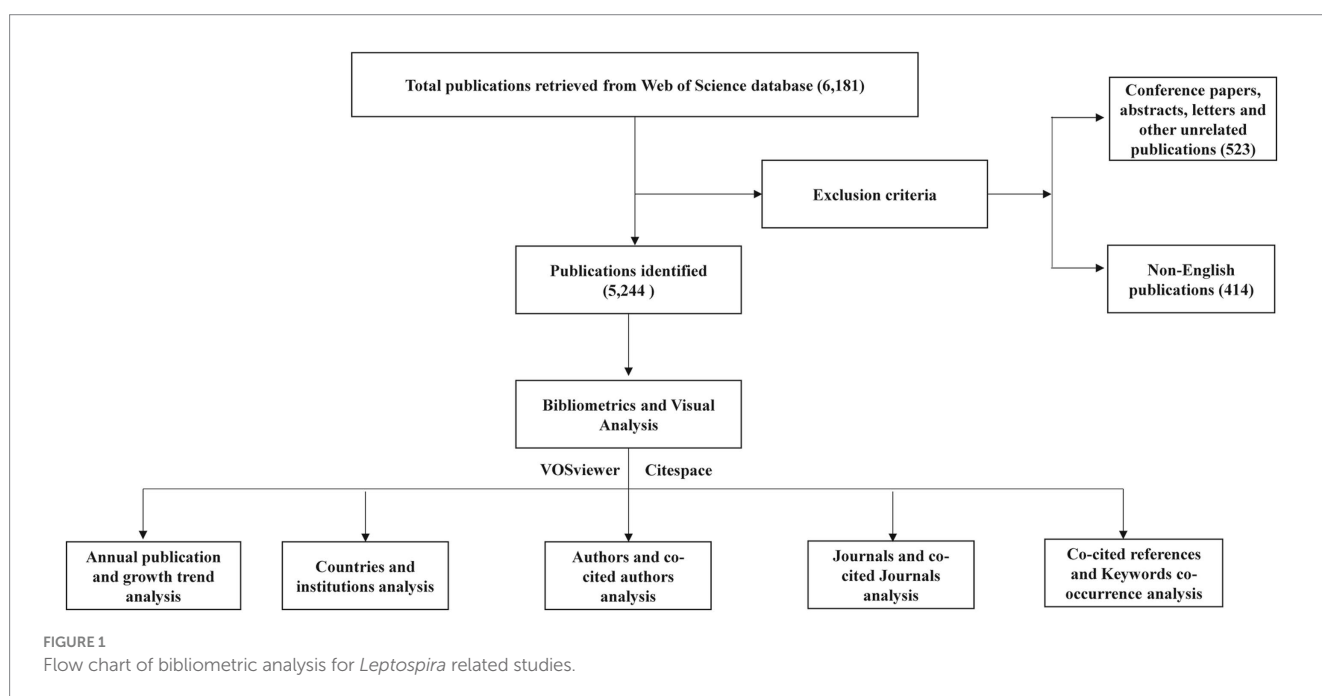 Total publications retrieved from Web of Science database (6,181)
Conference papers,
abstracts, letters and
other unrelated
publications (523)
Exclusion criteria
Publications identified
(5,244 )
Non-English
publications (414)
Bibliometrics and Visual
Analysis
VOSviewer Citespace
Annual publication
and growth trend
analysis
Countries and
institutions analysis
Authors and co-
cited authors
analysis
Journals and co-
cited Journals
analysis
Co-cited references
and Keywords co-
occurrence analysis
FIGURE 1
Flow chart of bibliometric analysis for Leptospira related studies.